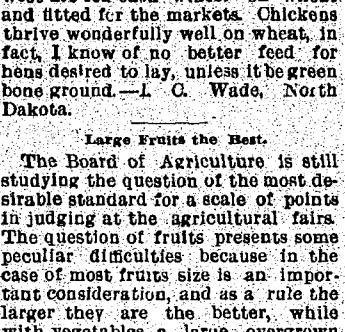 and fitted for the markets. Chickens
thrive wonderfully well on wheat, in
fact, I know of no better feed for
hens desired to lay, unless it be green
bone ground.—I. C. Wade, North
Dakota.
Large Fruits the Best.
The Board of Agriculture is still
studying the question of the most de-
sirable standard for a scale of points
in judging at the agricultural fairs.
The question of fruits presents some
peculiar difficulties because in the
case of most fruits size is an impor-
tant consideration, and as a rule the
larger they are the better, while
with vegetables a large overgrown